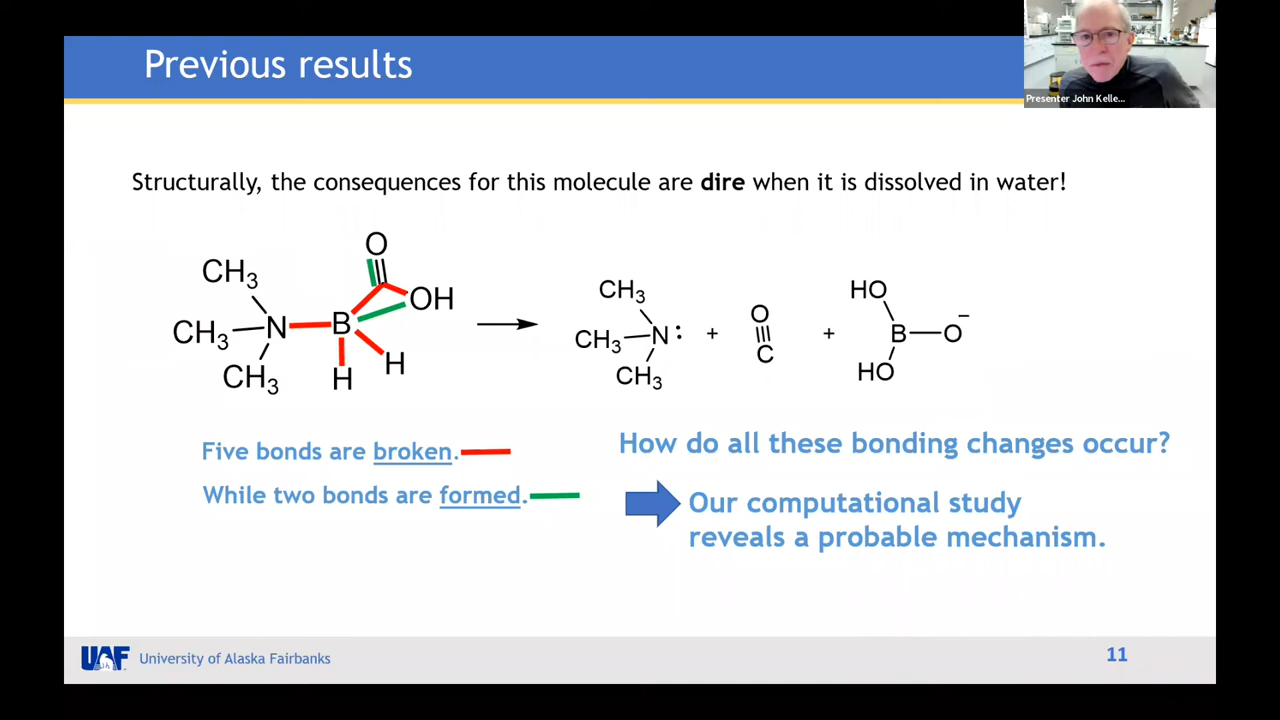 Previous results
Presenter John Kelle...
Structurally, the consequences for this molecule are dire when it is dissolved in water!
CH3
CH3
CH3
N
B
O
OH
H
H
CH3
CH3
CH3
N:
+
O
C
+
HO
B
O−
HO
Five bonds are broken.
While two bonds are formed.
How do all these bonding changes occur?
Our computational study
reveals a probable mechanism.
UAF
University of Alaska Fairbanks
11